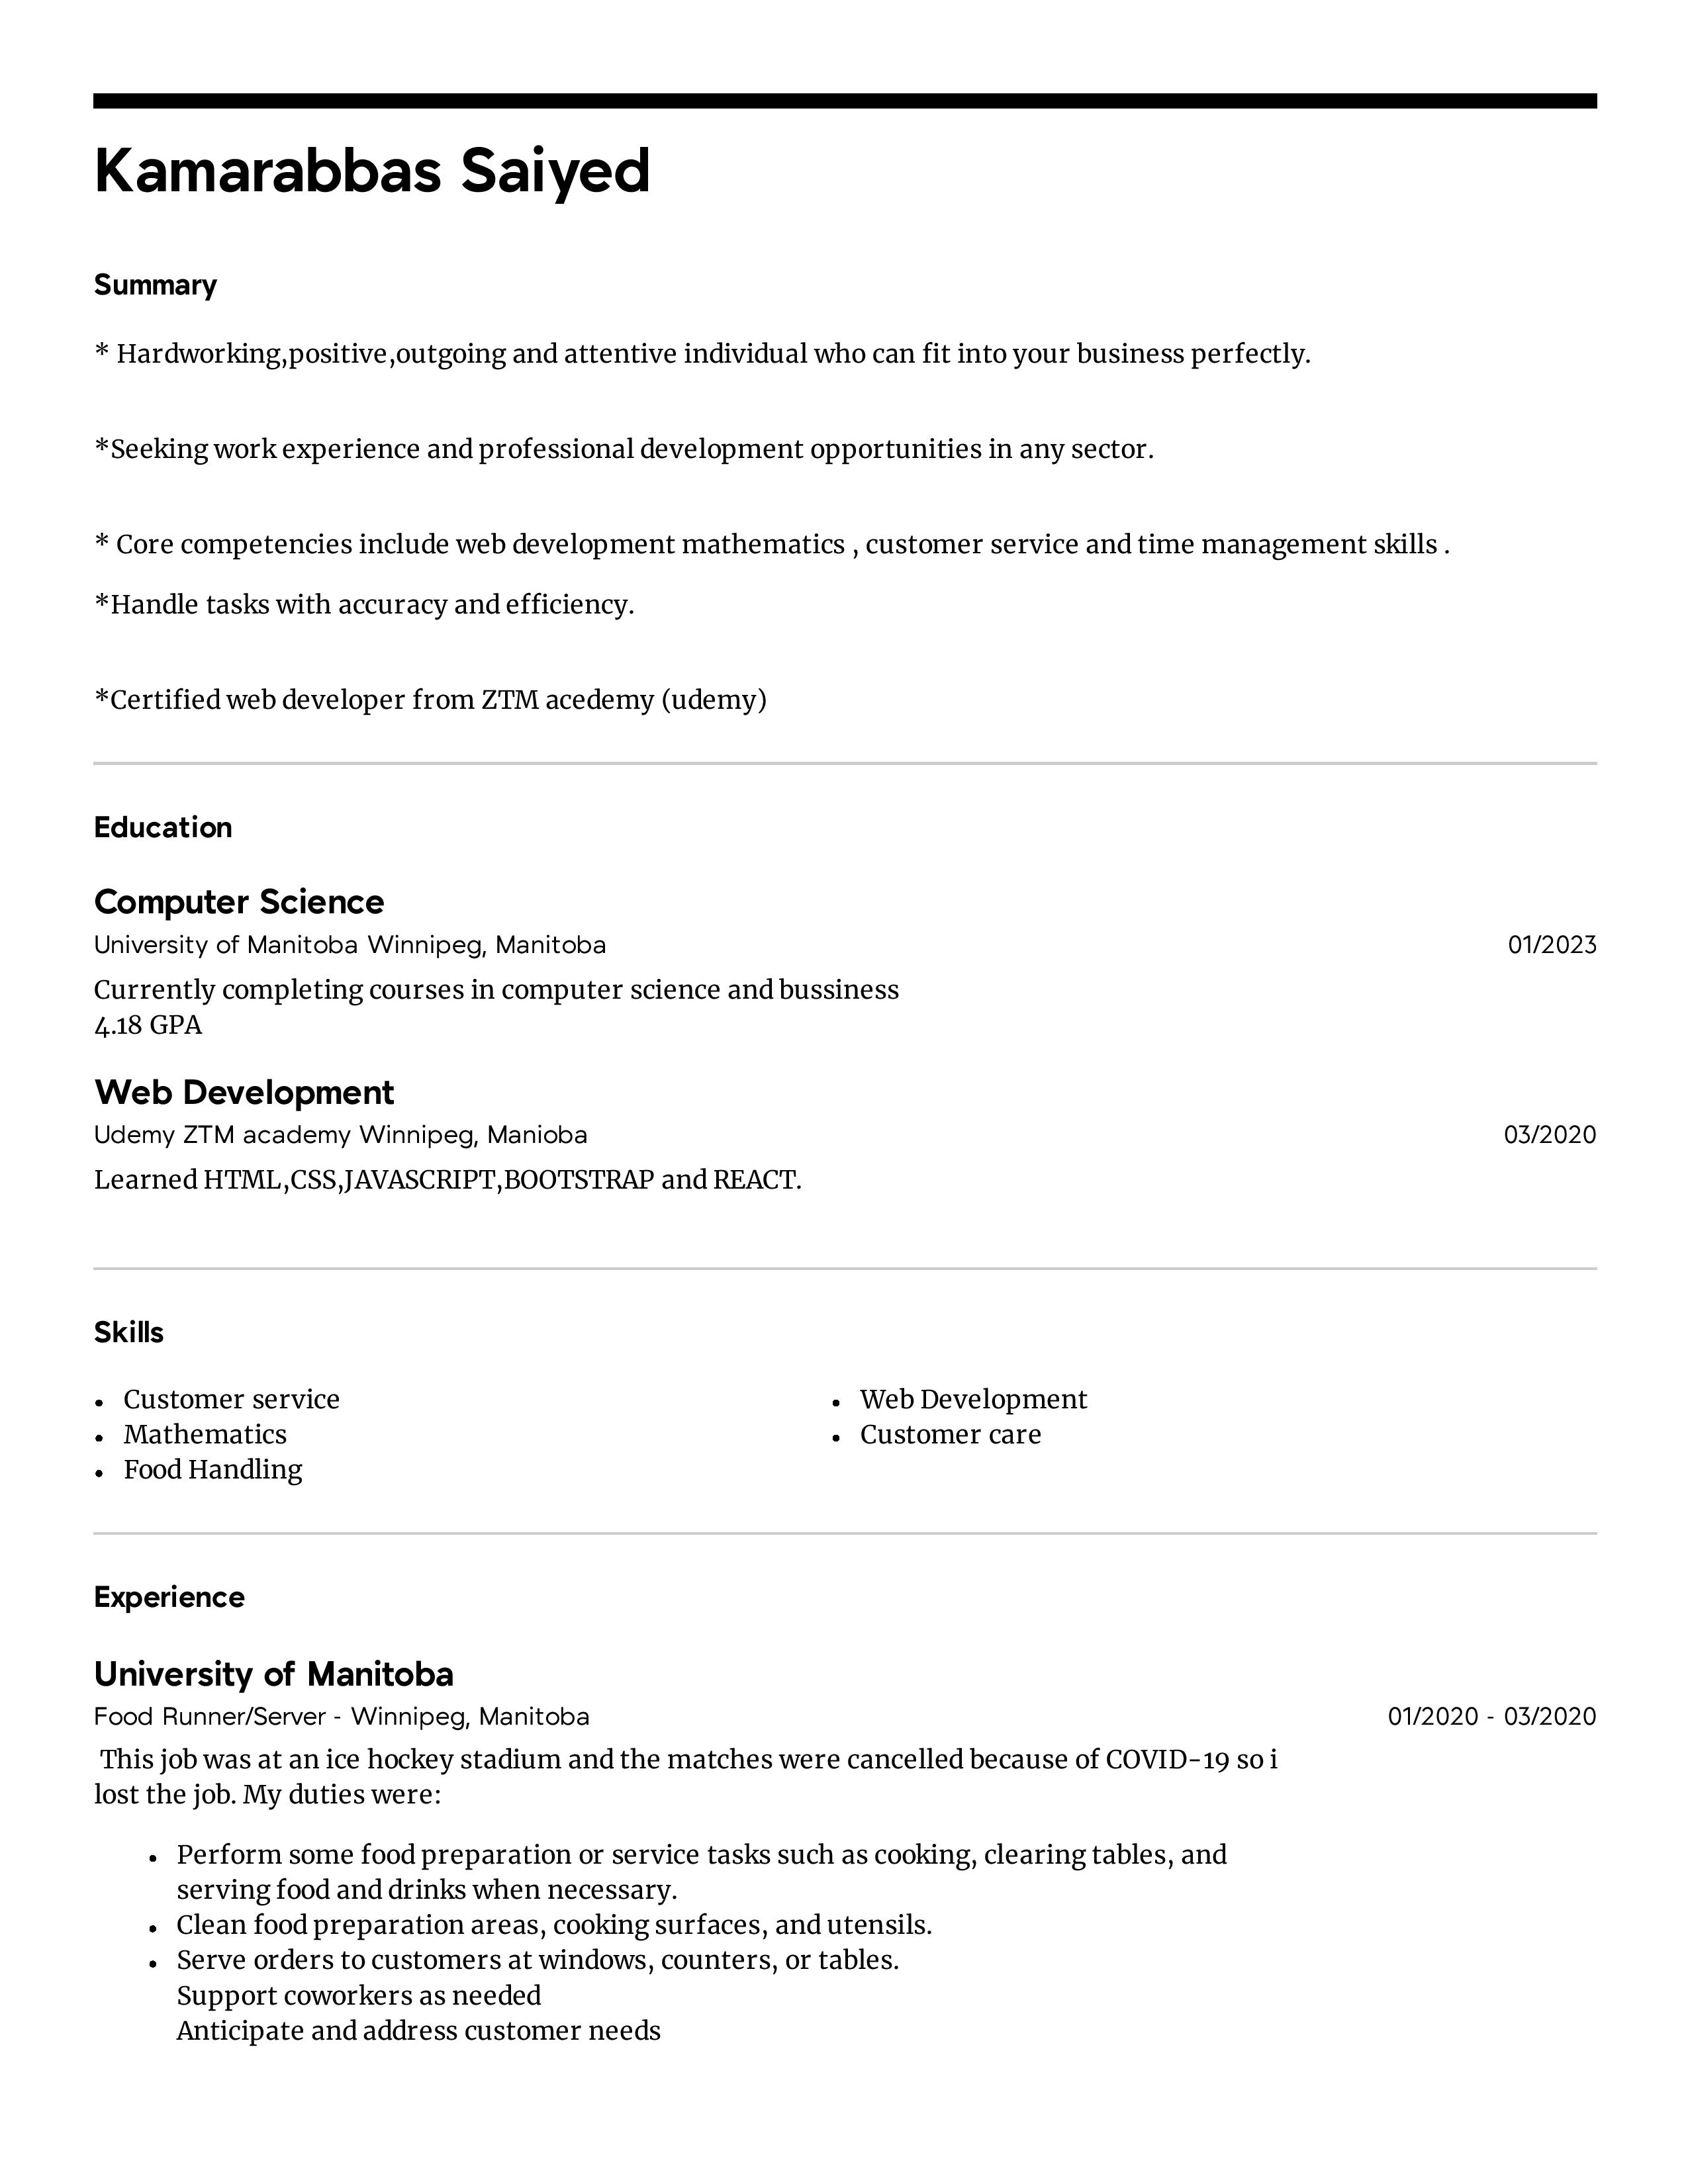 Kamarabbas Saiyed
Summary
* Hardworking,positive,outgoing and attentive individual who can fit into your business perfectly.
*Seeking work experience and professional development opportunities in any sector.
* Core competencies include web development mathematics , customer service and time management skills .
*Handle tasks with accuracy and efficiency.
*Certified web developer from ZTM acedemy (udemy)
Education
Computer Science
University of Manitoba Winnipeg, Manitoba 01/2023
Currently completing courses in computer science and bussiness
4.18 GPA
Web Development
Udemy ZTM academy Winnipeg, Manioba 03/2020
Learned HTML,CSS,JAVASCRIPT,BOOTSTRAP and REACT.
Skills
• Customer service
• Mathematics
• Food Handling
• Web Development
• Customer care
Experience
University of Manitoba
Food Runner/Server - Winnipeg, Manitoba 01/2020 - 03/2020
This job was at an ice hockey stadium and the matches were cancelled because of COVID-19 so i
lost the job. My duties were:
• Perform some food preparation or service tasks such as cooking, clearing tables, and
serving food and drinks when necessary.
• Clean food preparation areas, cooking surfaces, and utensils.
• Serve orders to customers at windows, counters, or tables.
Support coworkers as needed
Anticipate and address customer needs